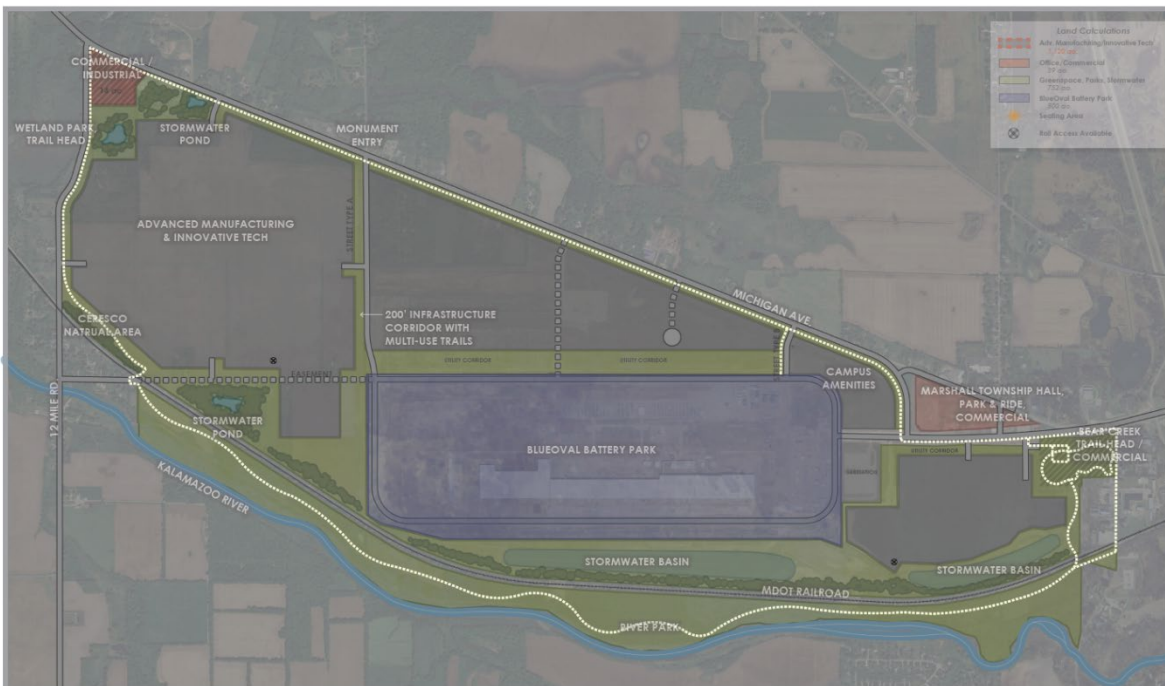 Land Calculations
Adv. Manufacturing/Innovative Tech
Office, Commercial
Greenspace, Parks, Stormwater
BlueOval Battery Park
Seating Area
Rail Access Available
COMMERCIAL /
INDUSTRIAL
WETLAND PARK
TRAIL HEAD
STORMWATER
POND
MONUMENT
ENTRY
ADVANCED MANUFACTURING
& INNOVATIVE TECH
STREET TYPE A
MICHIGAN AVE
CERESCO
NATRUAL AREA
200' INFRASTRUCTURE
CORRIDOR WITH
MULTI-USE TRAILS
UTILITY CORRIDOR
UTILITY CORRIDOR
EASEMENT
CAMPUS
AMENITIES
MARSHALL TOWNSHIP HALL,
PARK & RIDE,
COMMERCIAL
12 MILE RD
STORMWATER
POND
BLUEOVAL BATTERY PARK
BEAR CREEK
TRAIL HEAD /
COMMERCIAL
UTILITY CORRIDOR
KALAMAZOO RIVER
STORMWATER BASIN
STORMWATER BASIN
MDOT RAILROAD
RIVER PARK